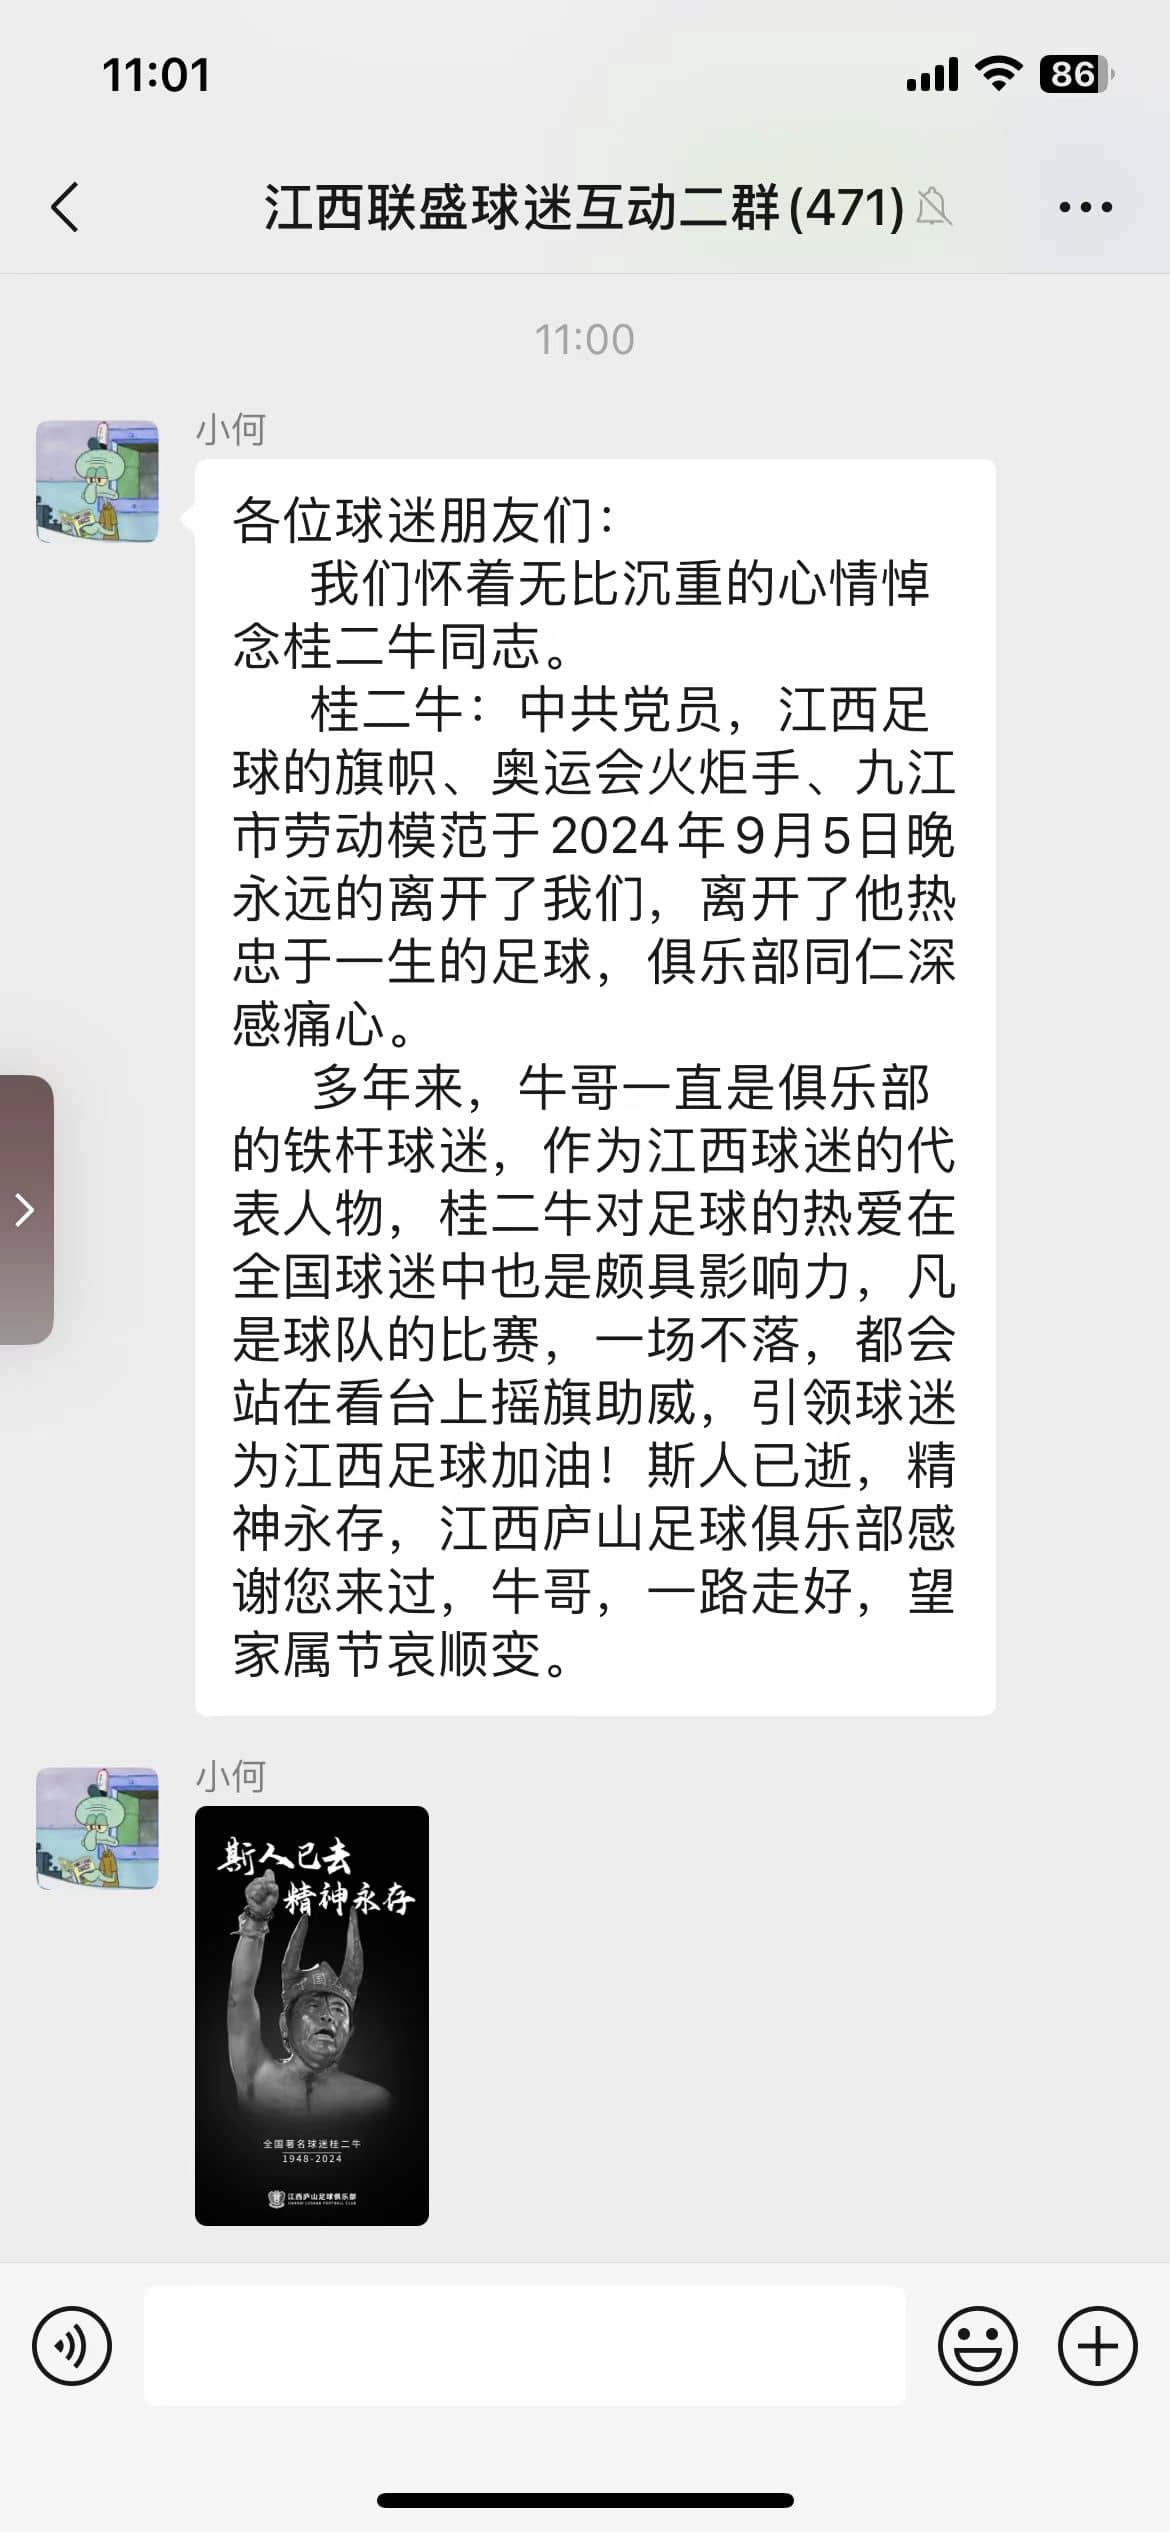 11:01
86
江西联盛球迷互动二群(471)
11:00
小何
各位球迷朋友们：
我们怀着无比沉重的心情悼
念桂二牛同志。
桂二牛：中共党员，江西足
球的旗帜、奥运会火炬手、九江
市劳动模范于2024年9月5日晚
永远的离开了我们，离开了他热
忠于一生的足球，俱乐部同仁深
感痛心。
多年来，牛哥一直是俱乐部
的铁杆球迷，作为江西球迷的代
表人物，桂二牛对足球的热爱在
全国球迷中也是颇具影响力，凡
是球队的比赛，一场不落，都会
站在看台上摇旗助威，引领球迷
为江西足球加油！斯人已逝，精
神永存，江西庐山足球俱乐部感
谢您来过，牛哥，一路走好，望
家属节哀顺变。
小何
斯人已去
精神永存
中国
全国著名球迷桂二牛
1948-2024
江西庐山足球俱乐部